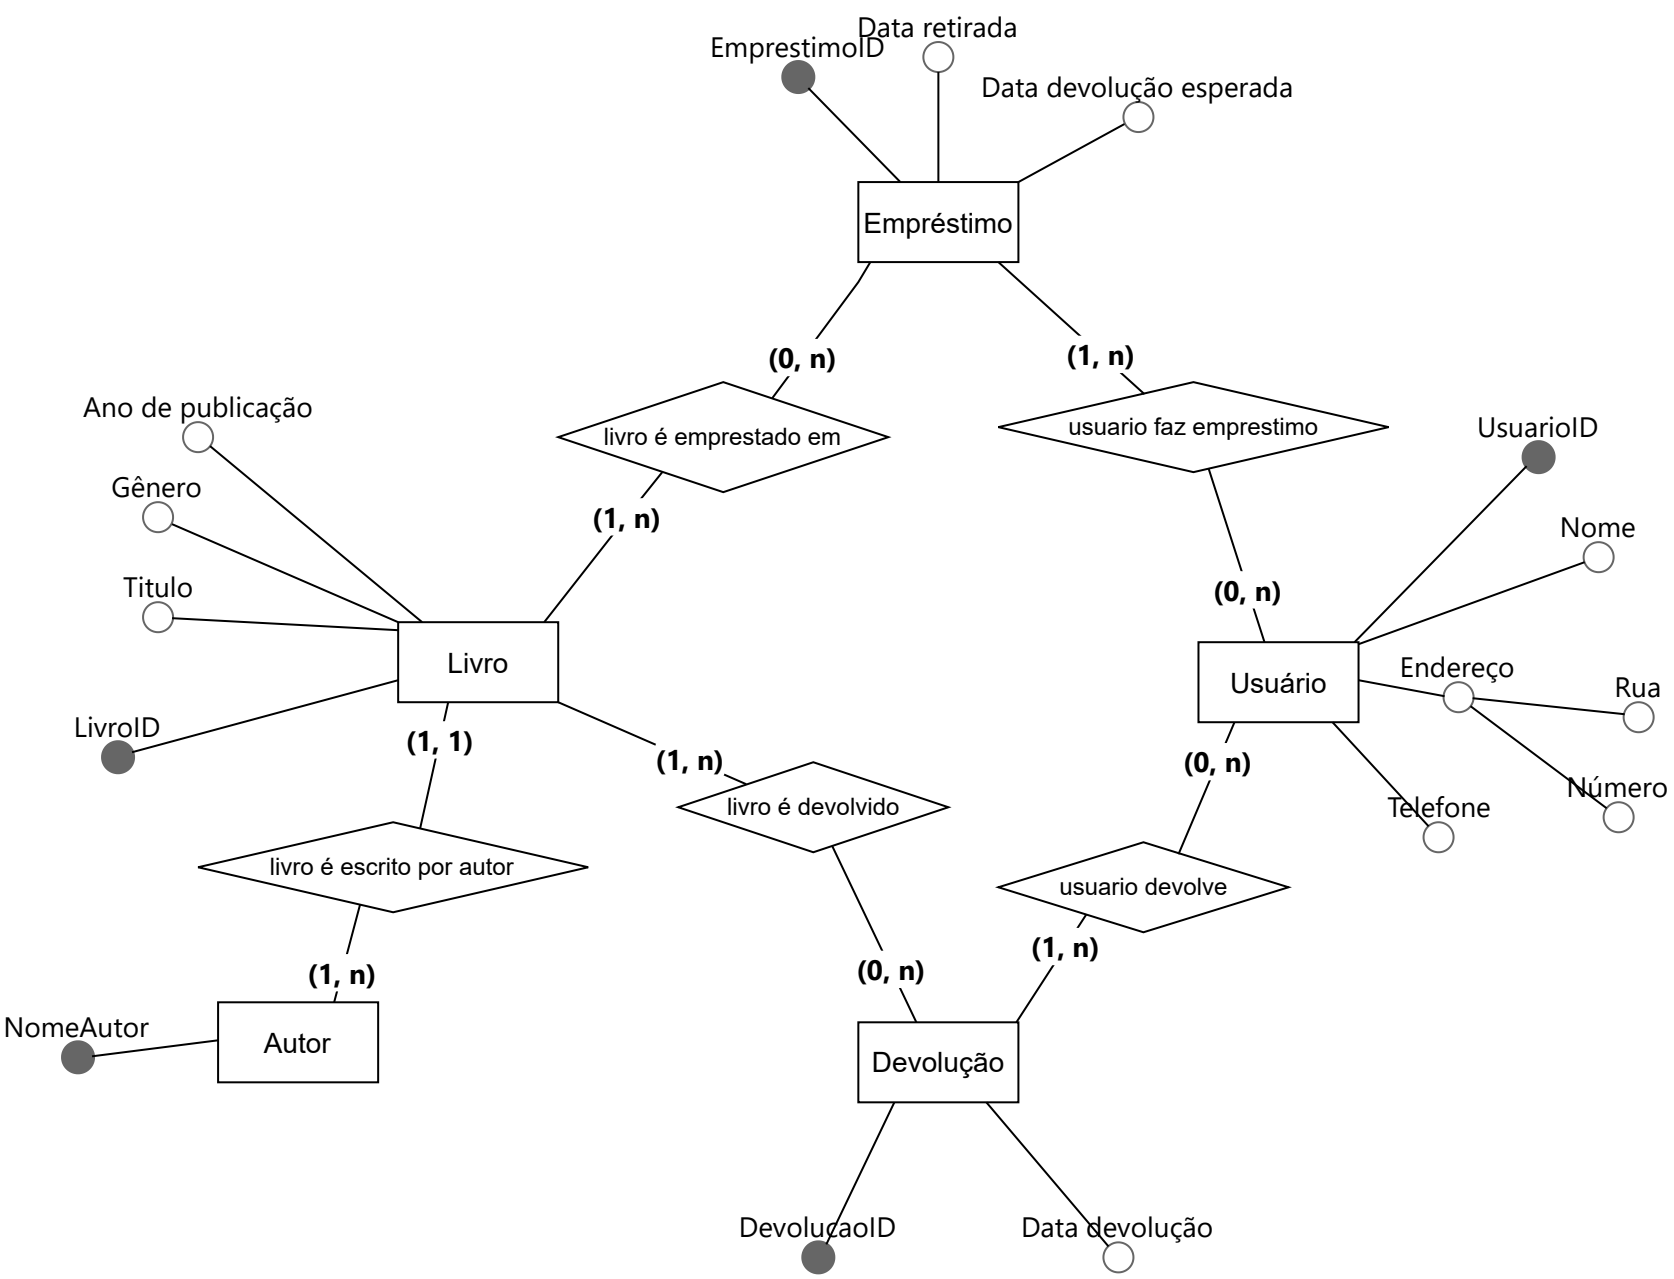 Data retirada
EmprestimoID
Data devolução esperada
Empréstimo
(0, n)
(1, n)
Ano de publicação
livro é emprestado em
usuario faz emprestimo
UsuarioID
Gênero
(1, n)
Nome
Titulo
(0, n)
Livro
Usuário
Endereço
Rua
LivroID
(1, 1)
(1, n)
(0, n)
Número
livro é devolvido
Telefone
livro é escrito por autor
usuario devolve
(1, n)
(0, n)
(1, n)
NomeAutor
Autor
Devolução
DevoluçaoID
Data devolução